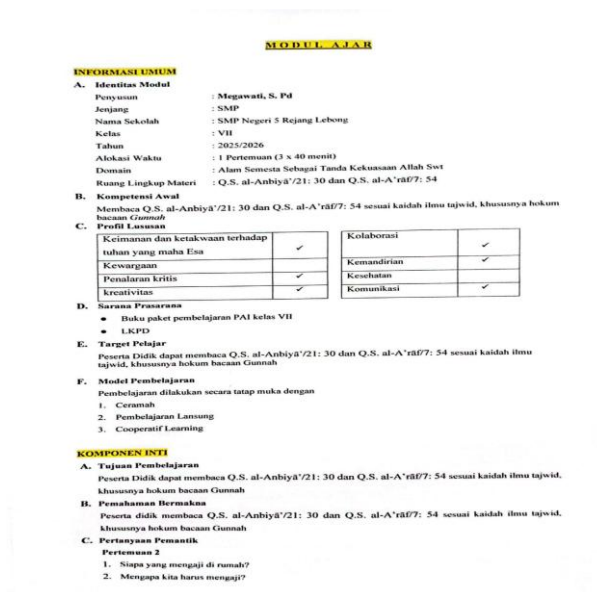 MODUL AJAR
INFORMASI UMUM
A. Identitas Modul
Penyusun : Megawati, S. Pd
Jenjang : SMP
Nama Sekolah : SMP Negeri 5 Rejang Lebong
Kelas : VII
Tahun : 2025/2026
Alokasi Waktu : 1 Pertemuan (3 x 40 menit)
Domain : Alam Semesta Sebagai Tanda Kekuasaan Allah Swt
Ruang Lingkup Materi : Q.S. al-Anbiyā'/21: 30 dan Q.S. al-A'rāf/7: 54
B. Kompetensi Awal
Membaca Q.S. al-Anbiyā'/21: 30 dan Q.S. al-A'rāf/7: 54 sesuai kaidah ilmu tajwid, khususnya hokum
bacaan Gunnah
C. Profil Lususan
Keimanan dan ketakwaan terhadap
tuhan yang maha Esa ✓
Kewargaan
Penalaran kritis ✓
kreativitas ✓
Kolaborasi ✓
Kemandirian ✓
Kesehatan
Komunikasi ✓
D. Sarana Prasarana
• Buku paket pembelajaran PAI kelas VII
• LKPD
E. Target Pelajar
Peserta Didik dapat membaca Q.S. al-Anbiyā'/21: 30 dan Q.S. al-A'rāf/7: 54 sesuai kaidah ilmu
tajwid, khususnya hokum bacaan Gunnah
F. Model Pembelajaran
Pembelajaran dilakukan secara tatap muka dengan
1. Ceramah
2. Pembelajaran Lansung
3. Cooperatif Learning
KOMPONEN INTI
A. Tujuan Pembelajaran
Peserta Didik dapat membaca Q.S. al-Anbiyā'/21: 30 dan Q.S. al-A'rāf/7: 54 sesuai kaidah ilmu tajwid,
khususnya hokum bacaan Gunnah
B. Pemahaman Bermakna
Peserta didik membaca Q.S. al-Anbiyā'/21: 30 dan Q.S. al-A'rāf/7: 54 sesuai kaidah ilmu tajwid,
khususnya hokum bacaan Gunnah
C. Pertanyaan Pemantik
Pertemuan 2
1. Siapa yang mengaji di rumah?
2. Mengapa kita harus mengaji?